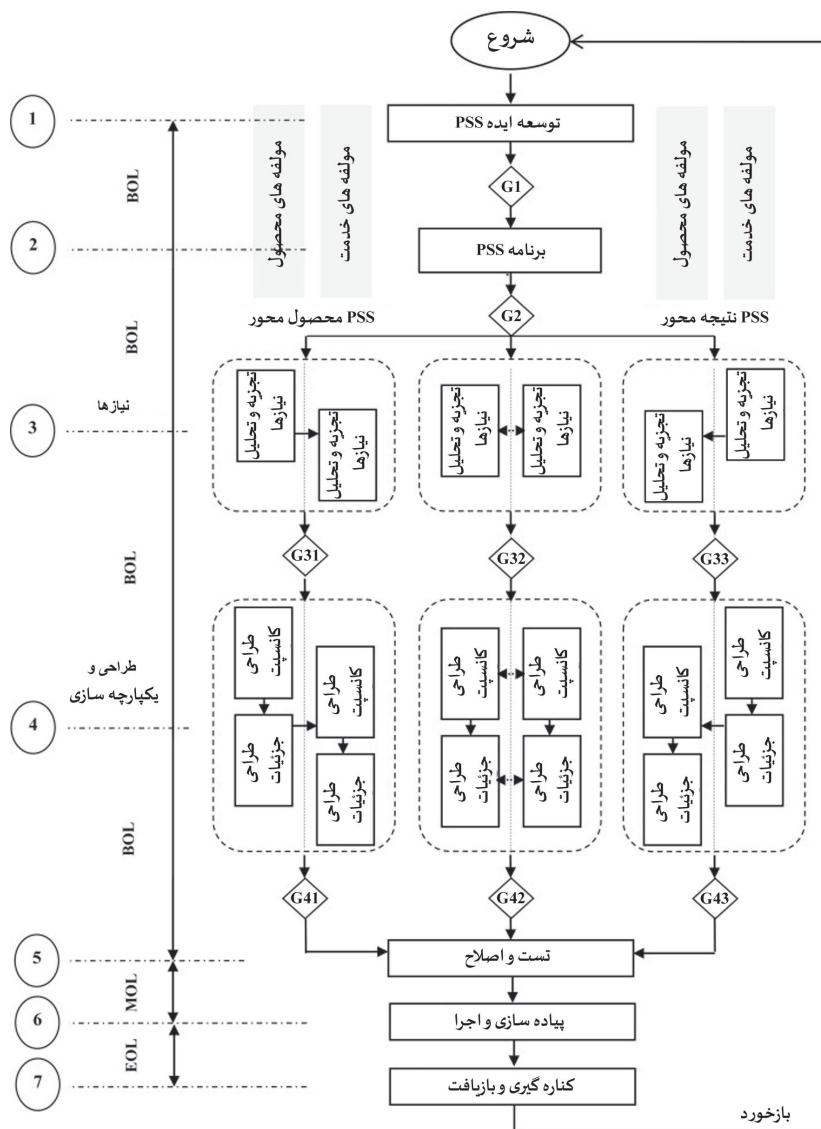 شروع
1
توسعه ایده PSS
مولفه های محصول
مولفه های خدمت
مولفه های محصول
مولفه های خدمت
BOL
G1
2
برنامه PSS
BOL
G2
PSS محصول محور
PSS نتیجه محور
3
نیازها
تجزیه و تحلیل
نیازها
تجزیه و تحلیل
نیازها
تجزیه و تحلیل
نیازها
تجزیه و تحلیل
نیازها
تجزیه و تحلیل
نیازها
تجزیه و تحلیل
نیازها
BOL
G31
G32
G33
4
طراحی و
یکپارچه سازی
طراحی
کانسپت
طراحی
جزئیات
طراحی
کانسپت
طراحی
جزئیات
طراحی
کانسپت
طراحی
جزئیات
طراحی
کانسپت
طراحی
جزئیات
طراحی
کانسپت
طراحی
جزئیات
طراحی
کانسپت
طراحی
جزئیات
BOL
G41
G42
G43
5
تست و اصلاح
MOL
6
پیاده سازی و اجرا
EOL
7
کناره گیری و بازیافت
بازخورد